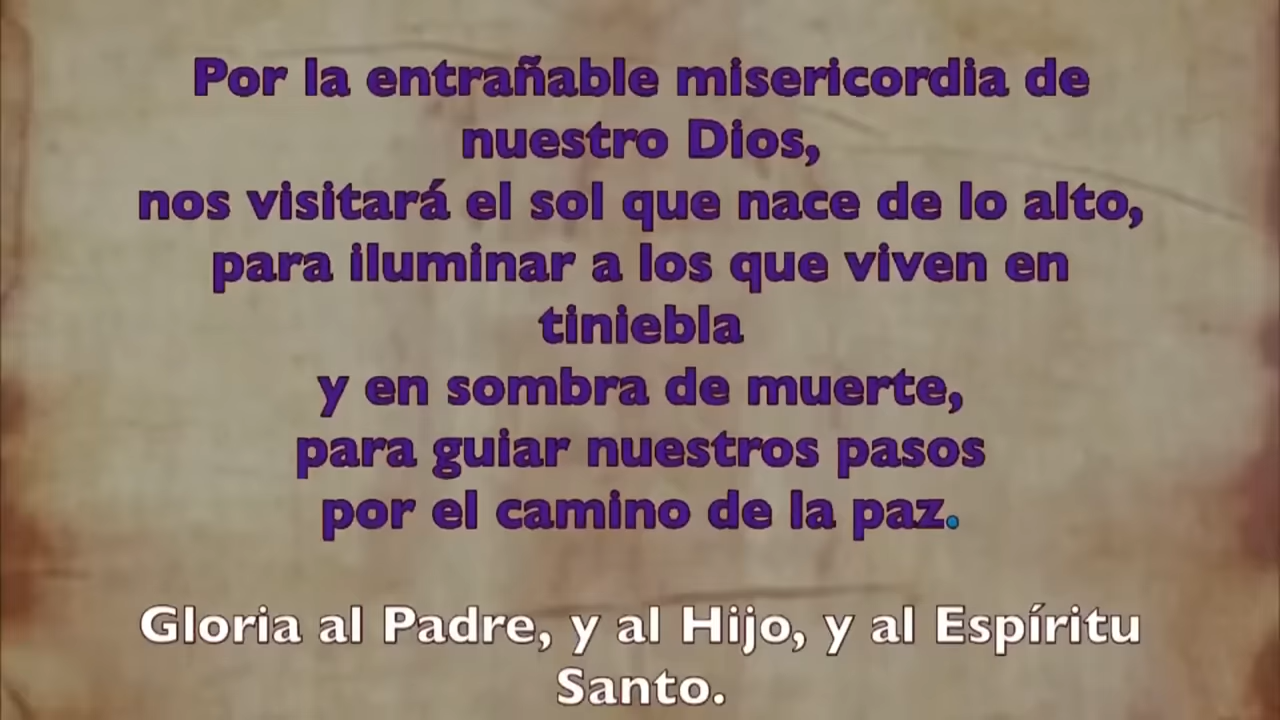 Por la entrañable misericordia de
nuestro Dios,
nos visitará el sol que nace de lo alto,
para iluminar a los que viven en
tiniebla
y en sombra de muerte,
para guiar nuestros pasos
por el camino de la paz.
Gloria al Padre, y al Hijo, y al Espíritu
Santo.